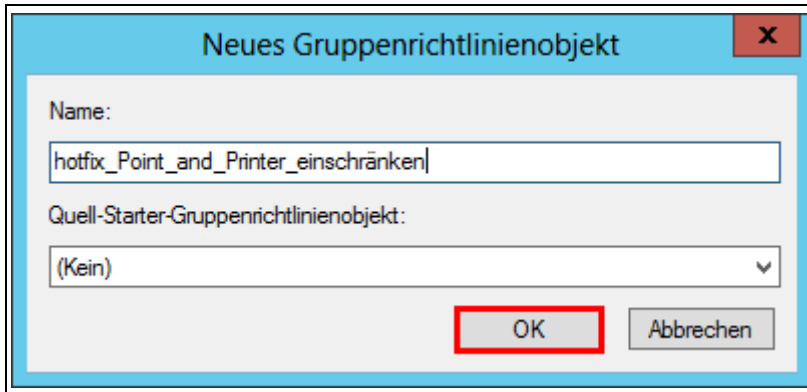 Neues Gruppenrichtlinienobjekt
x
Name:
hotfix_Point_and_Printer_einschränken
Quell-Starter-Gruppenrichtlinienobjekt:
(Kein)
OK
Abbrechen